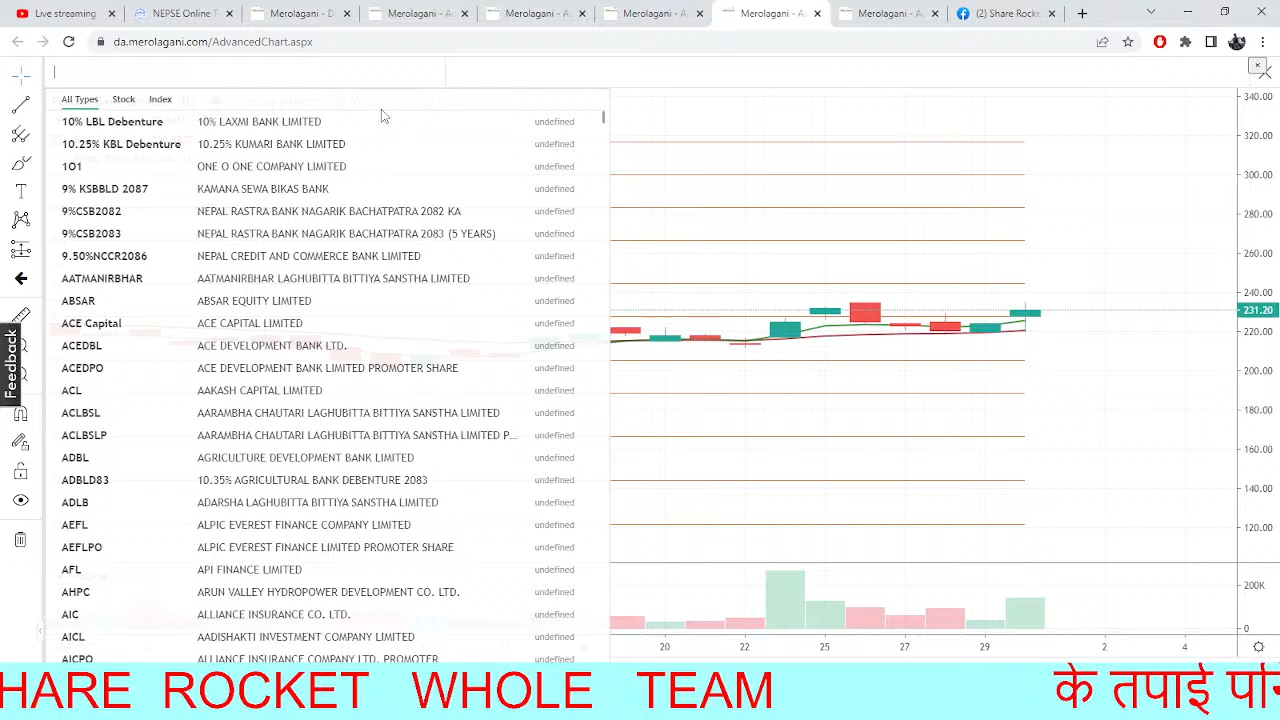 Live streaming
NEPSE Online T
Merolagani - D
Merolagani - Ac
Merolagani - Ac
Merolagani - A
Merolagani - A
Merolagani - Ac
(2) Share Rocke
da.merolagani.com/AdvancedChart.aspx
All Types Stock Index
10% LBL Debenture 10% LAXMI BANK LIMITED undefined
10.25% KBL Debenture 10.25% KUMARI BANK LIMITED undefined
1O1 ONE O ONE COMPANY LIMITED undefined
9% KSBBLD 2087 KAMANA SEWA BIKAS BANK undefined
9%CSB2082 NEPAL RASTRA BANK NAGARIK BACHATPATRA 2082 KA undefined
9%CSB2083 NEPAL RASTRA BANK NAGARIK BACHATPATRA 2083 (5 YEARS) undefined
9.50%NCCR2086 NEPAL CREDIT AND COMMERCE BANK LIMITED undefined
AATMANIRBHAR AATMANIRBHAR LAGHUBITTA BITTIYA SANSTHA LIMITED undefined
ABSAR ABSAR EQUITY LIMITED undefined
ACE Capital ACE CAPITAL LIMITED undefined
ACEDBL ACE DEVELOPMENT BANK LTD. undefined
ACEDPO ACE DEVELOPMENT BANK LIMITED PROMOTER SHARE undefined
ACL AAKASH CAPITAL LIMITED undefined
ACLBSL AARAMBHA CHAUTARI LAGHUBITTA BITTIYA SANSTHA LIMITED undefined
ACLBSLP AARAMBHA CHAUTARI LAGHUBITTA BITTIYA SANSTHA LIMITED P... undefined
ADBL AGRICULTURE DEVELOPMENT BANK LIMITED undefined
ADBLD83 10.35% AGRICULTURAL BANK DEBENTURE 2083 undefined
ADLB ADARSHA LAGHUBITTA BITTIYA SANSTHA LIMITED undefined
AEFL ALPIC EVEREST FINANCE COMPANY LIMITED undefined
AEFLPO ALPIC EVEREST FINANCE LIMITED PROMOTER SHARE undefined
AFL API FINANCE LIMITED undefined
AHPC ARUN VALLEY HYDROPOWER DEVELOPMENT CO. LTD. undefined
AIC ALLIANCE INSURANCE CO. LTD. undefined
AICL AADISHAKTI INVESTMENT COMPANY LIMITED undefined
AICPO ALLIANCE INSURANCE COMPANY LTD. PROMOTER undefined
Feedback
340.00
320.00
300.00
280.00
260.00
240.00
231.20
220.00
200.00
180.00
160.00
140.00
120.00
200K
0
20 22 25 27 29 2 4
HARE ROCKET WHOLE TEAM के तपाई